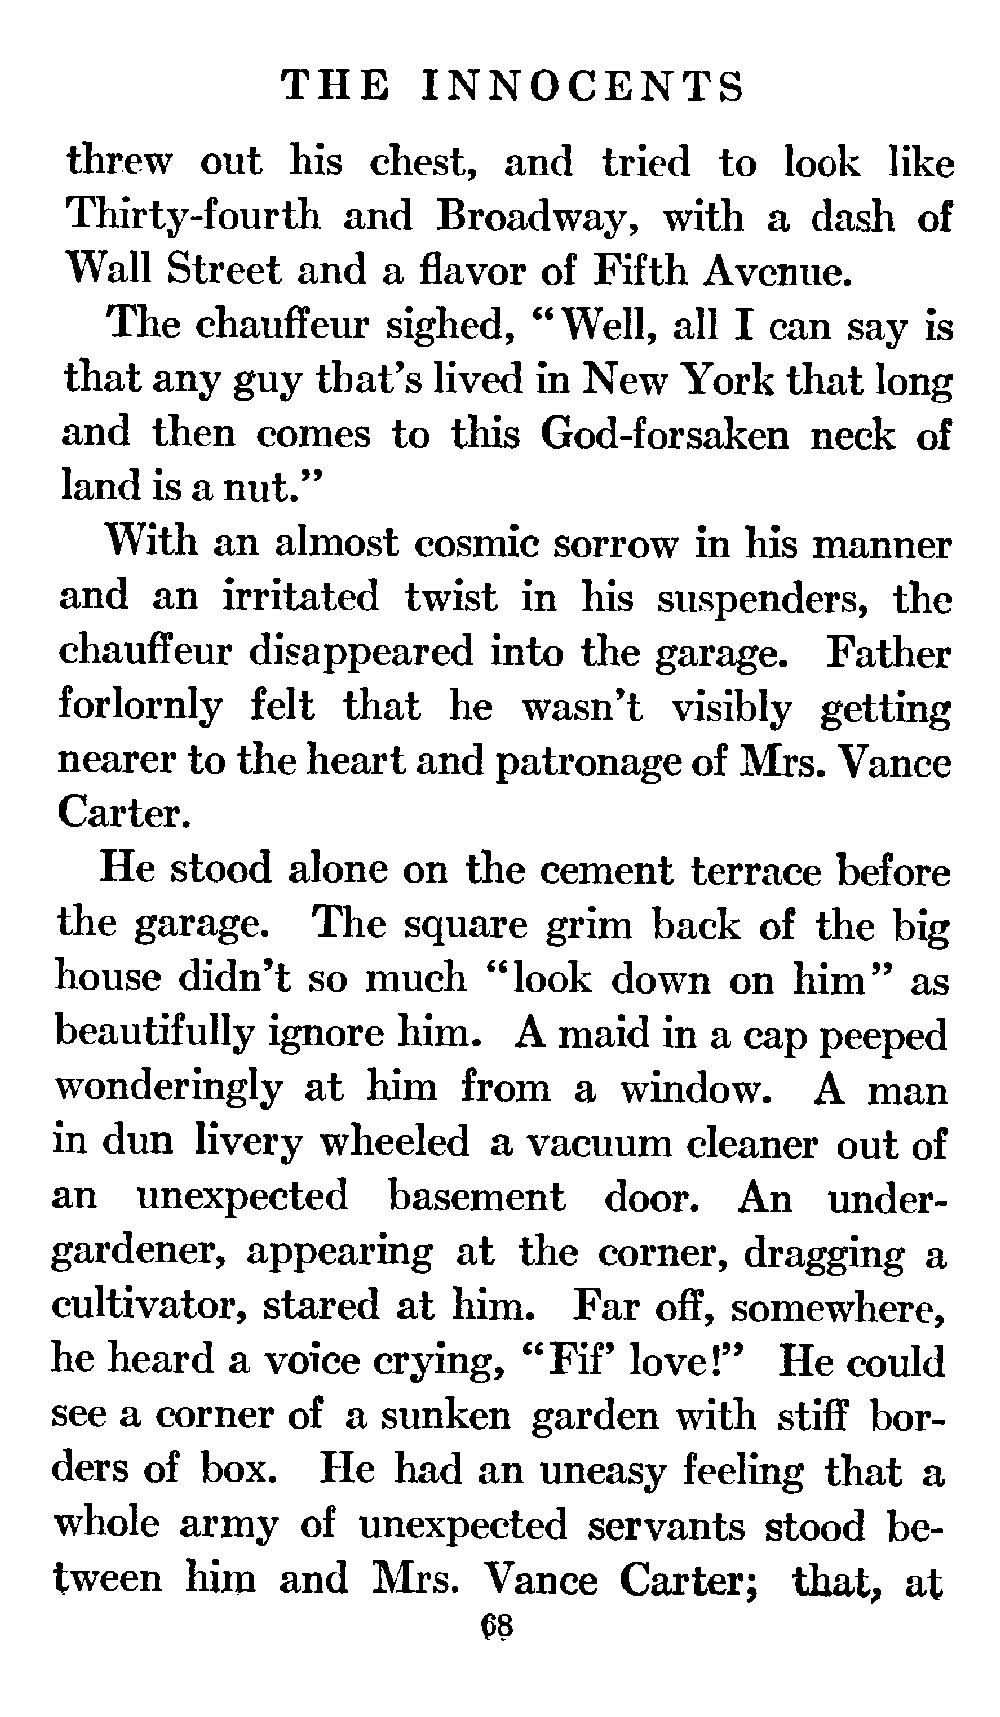 THE INNOCENTS
threw out his chest, and tried to look like
Thirty-fourth and Broadway, with a dash of
Wall Street and a flavor of Fifth Avenue.
The chauffeur sighed, "Well, all I can say is
that any guy that's lived in New York that long
and then comes to this God-forsaken neck of
land is a nut."
With an almost cosmic sorrow in his manner
and an irritated twist in his suspenders, the
chauffeur disappeared into the garage. Father
forlornly felt that he wasn't visibly getting
nearer to the heart and patronage of Mrs. Vance
Carter.
He stood alone on the cement terrace before
the garage. The square grim back of the big
house didn't so much "look down on him" as
beautifully ignore him. A maid in a cap peeped
wonderingly at him from a window. A man
in dun livery wheeled a vacuum cleaner out of
an unexpected basement door. An under-
gardener, appearing at the corner, dragging a
cultivator, stared at him. Far off, somewhere,
he heard a voice crying, "Fif' love!" He could
see a corner of a sunken garden with stiff bor-
ders of box. He had an uneasy feeling that a
whole army of unexpected servants stood be-
tween him and Mrs. Vance Carter; that, at
68